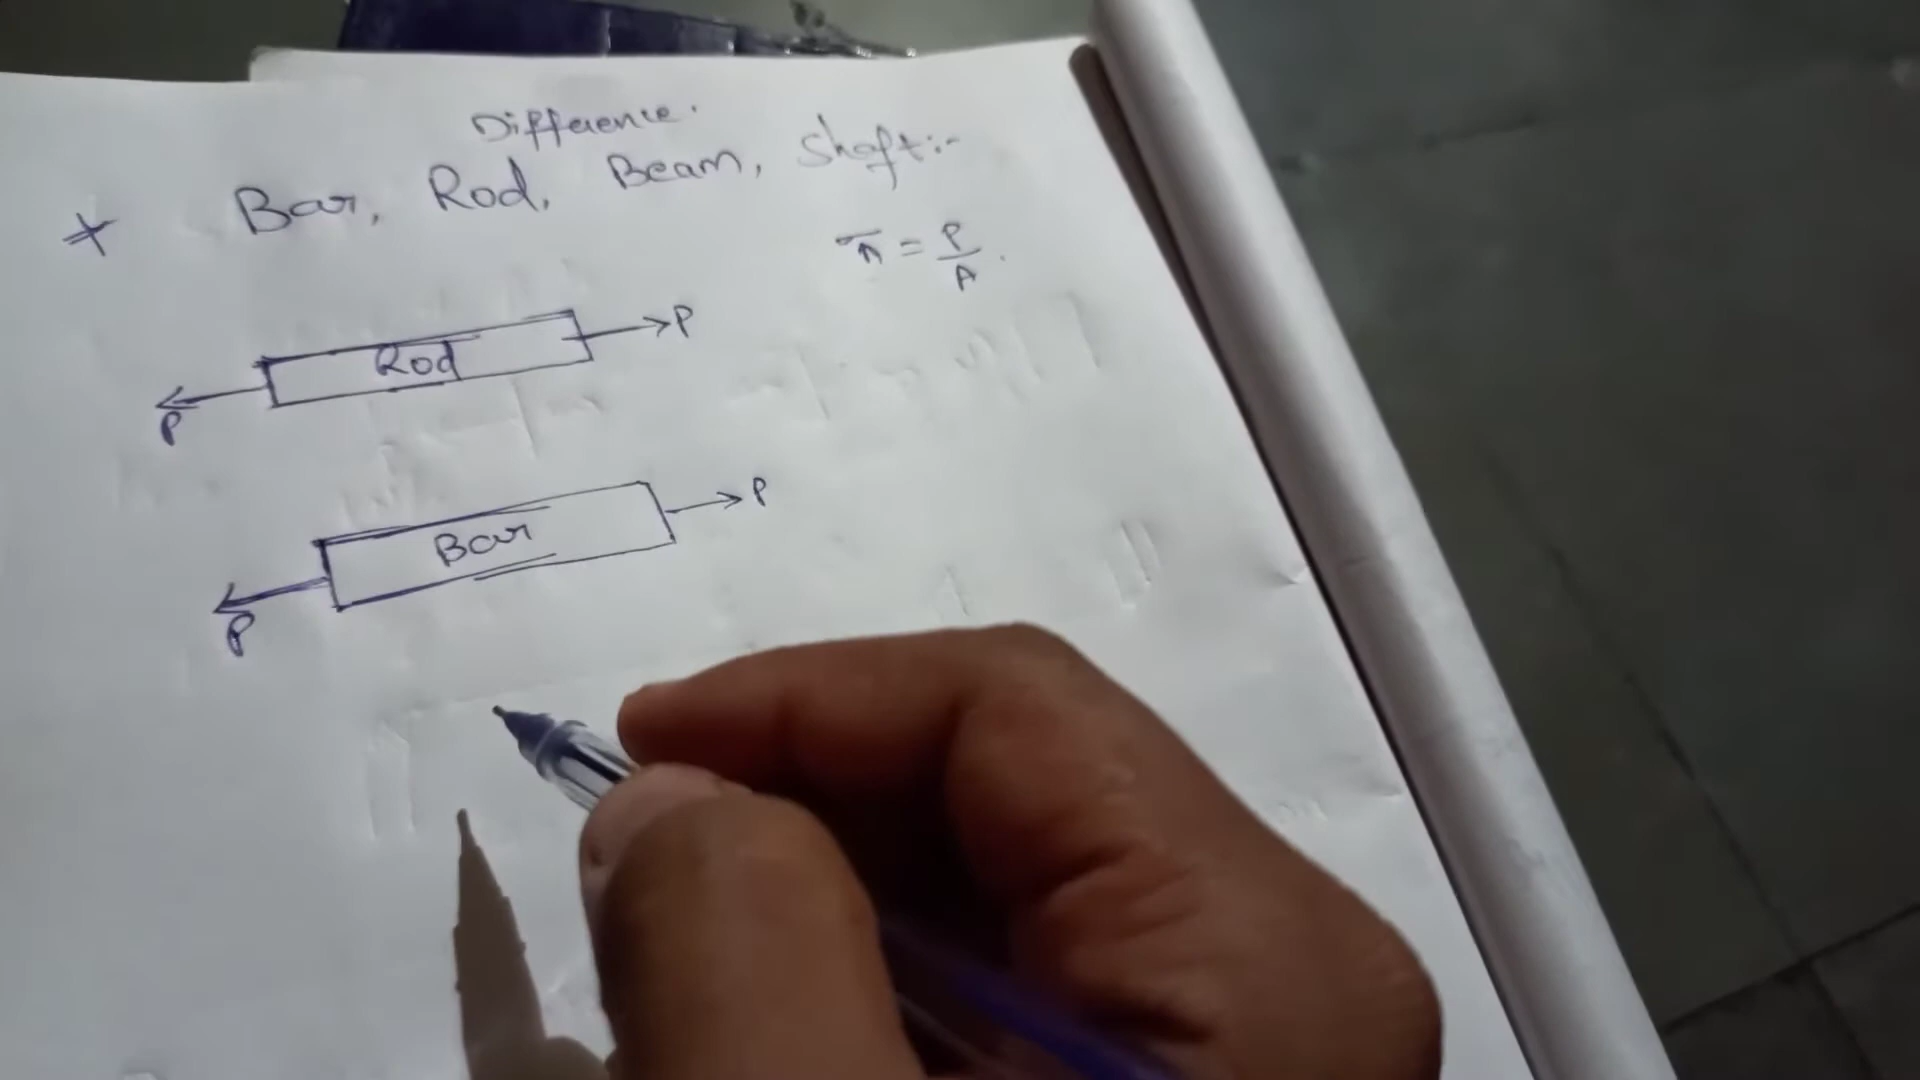 Difference.
* Bar, Rod, Beam, Shaft:-
σ = P/A.
Rod
P
P
Bar
P
P